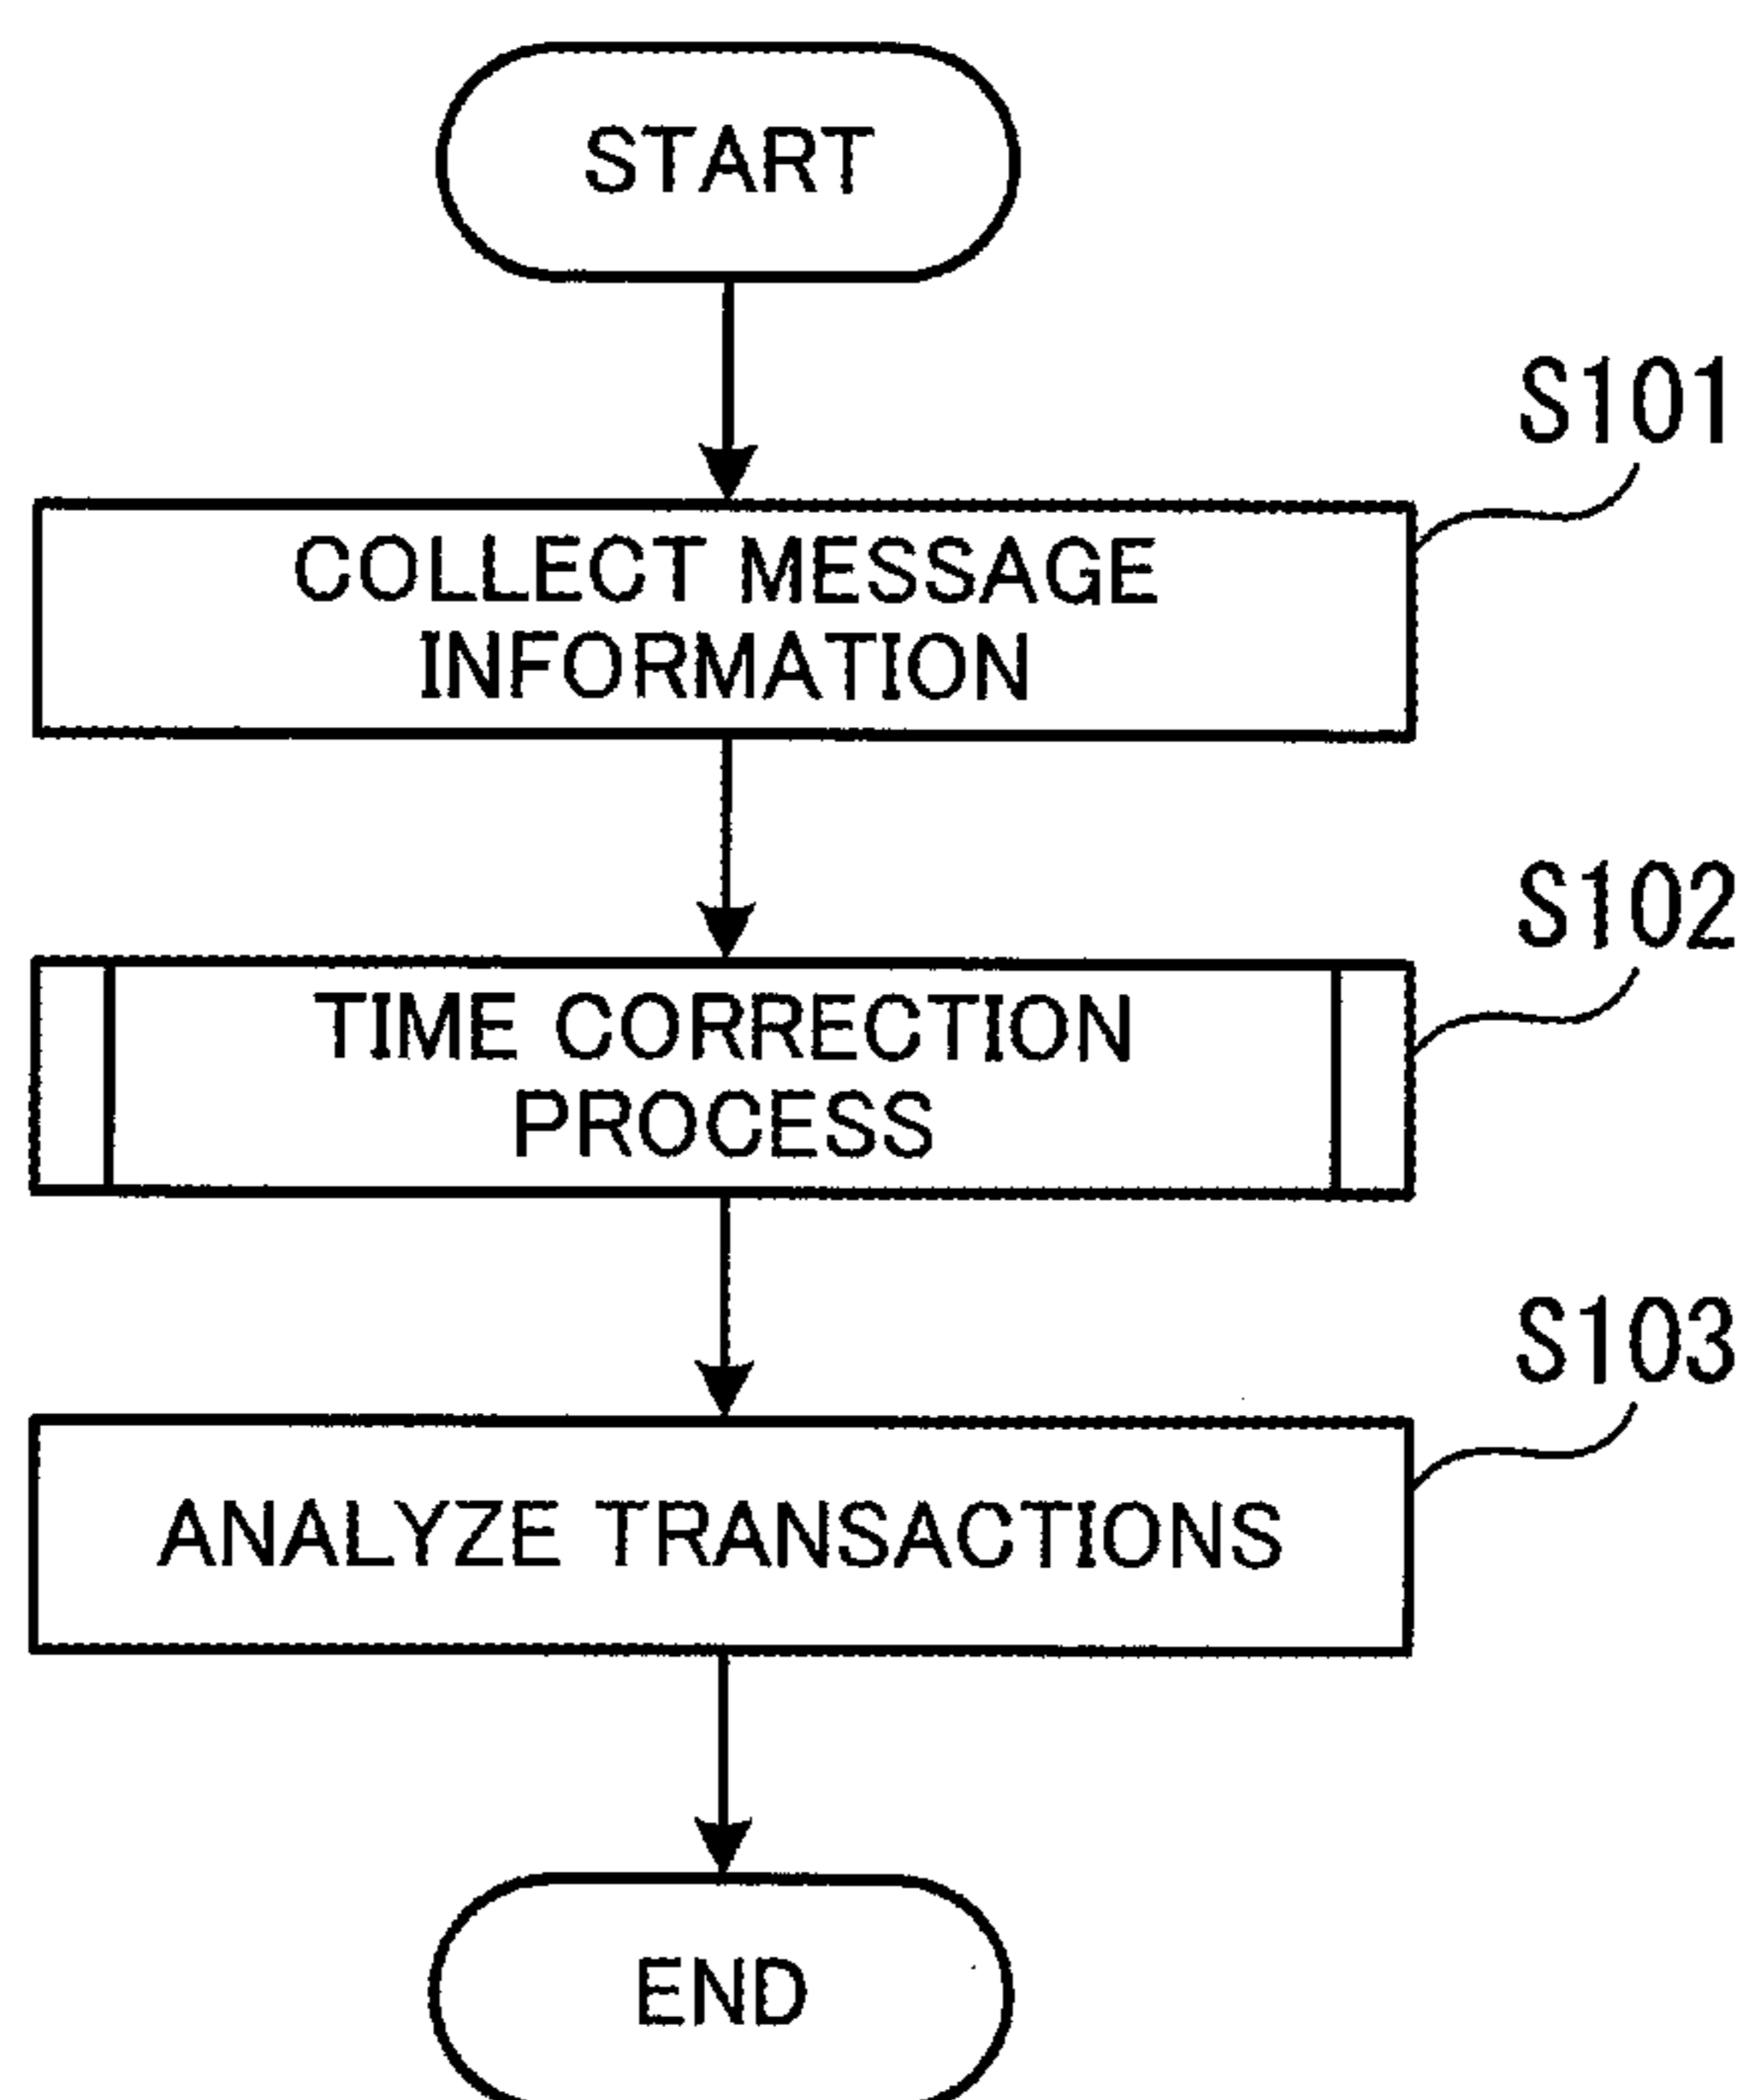 START
S101
COLLECT MESSAGE
INFORMATION
S102
TIME CORRECTION
PROCESS
S103
ANALYZE TRANSACTIONS
END